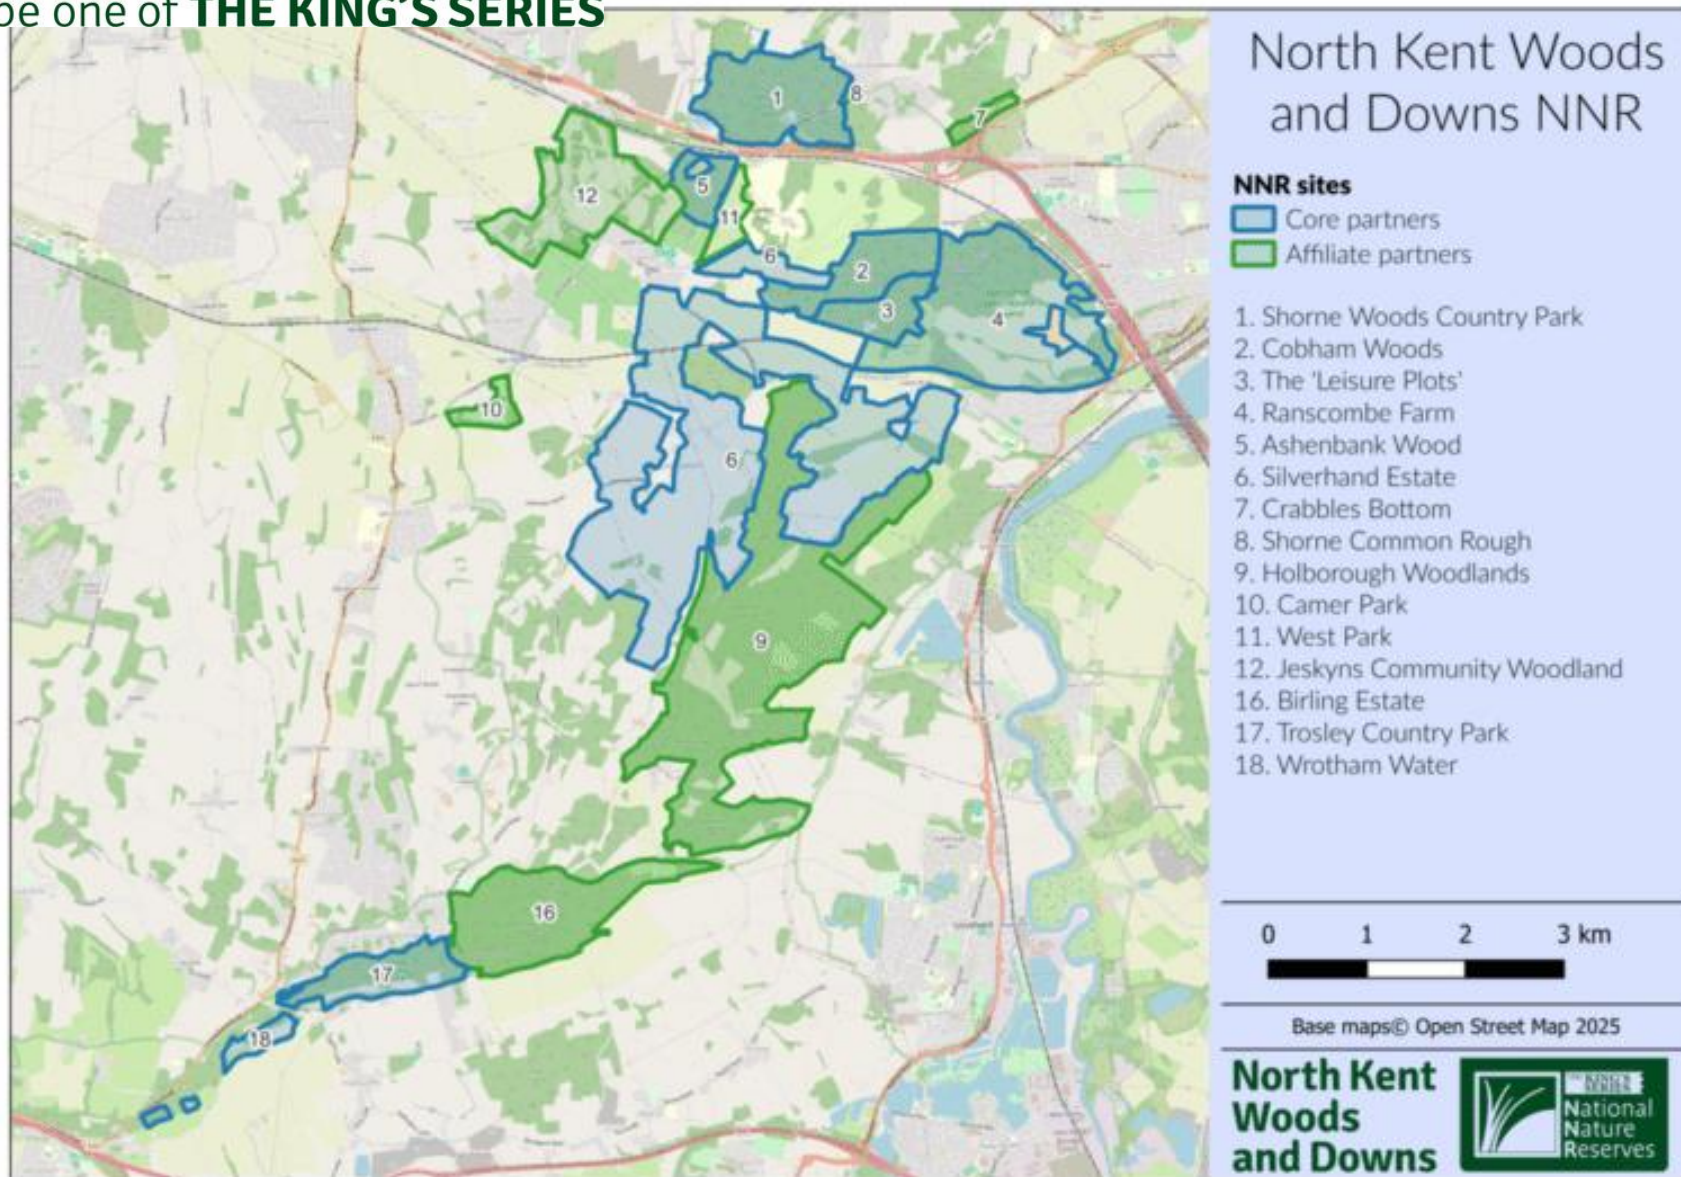 be one of THE KING'S SERIES
North Kent Woods
and Downs NNR
NNR sites
Core partners
Affiliate partners
1. Shorne Woods Country Park
2. Cobham Woods
3. The 'Leisure Plots'
4. Ranscombe Farm
5. Ashenbank Wood
6. Silverhand Estate
7. Crabbles Bottom
8. Shorne Common Rough
9. Holborough Woodlands
10. Camer Park
11. West Park
12. Jeskyns Community Woodland
16. Birling Estate
17. Trosley Country Park
18. Wrotham Water
0 1 2 3 km
Base maps© Open Street Map 2025
North Kent
Woods
and Downs
THE KING'S
SERIES
National
Nature
Reserves
1
8
7
12
5
11
6
2
3
4
10
6
9
16
17
18